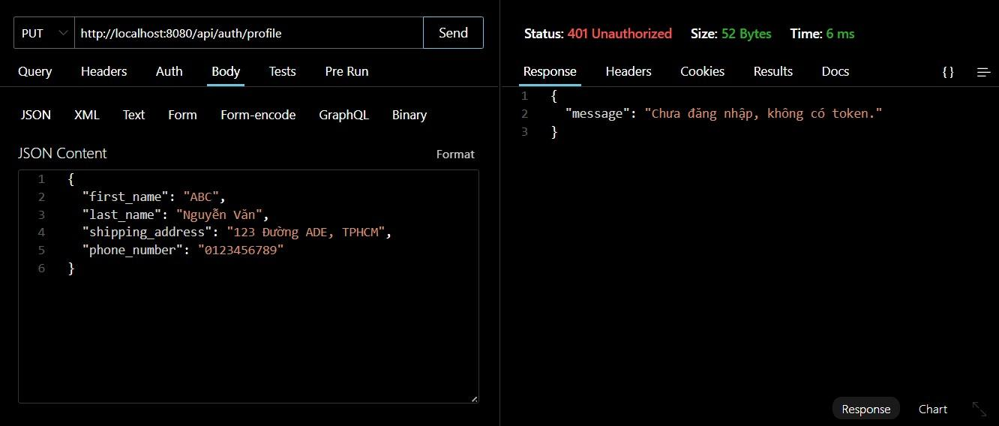 PUT http://localhost:8080/api/auth/profile Send
Query Headers Auth Body Tests Pre Run
JSON XML Text Form Form-encode GraphQL Binary
JSON Content Format
1 {
2 "first_name": "ABC",
3 "last_name": "Nguyễn Văn",
4 "shipping_address": "123 Đường ADE, TPHCM",
5 "phone_number": "0123456789"
6 }
Status: 401 Unauthorized Size: 52 Bytes Time: 6 ms
Response Headers Cookies Results Docs {}
1 {
2 "message": "Chưa đăng nhập, không có token."
3 }
Response Chart